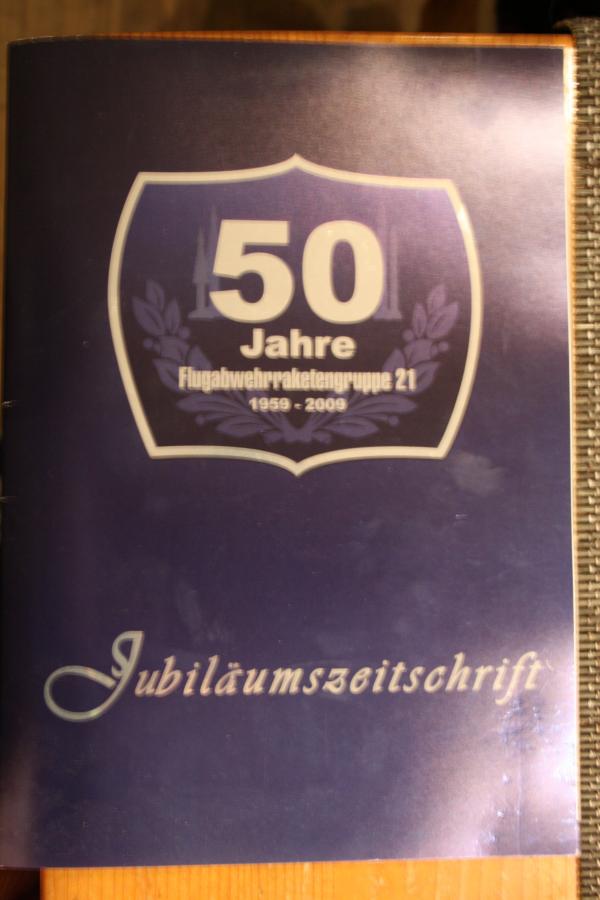 50
Jahre
Flugabwehrraketengruppe 21
1959 - 2009
Jubiläumszeitschrift